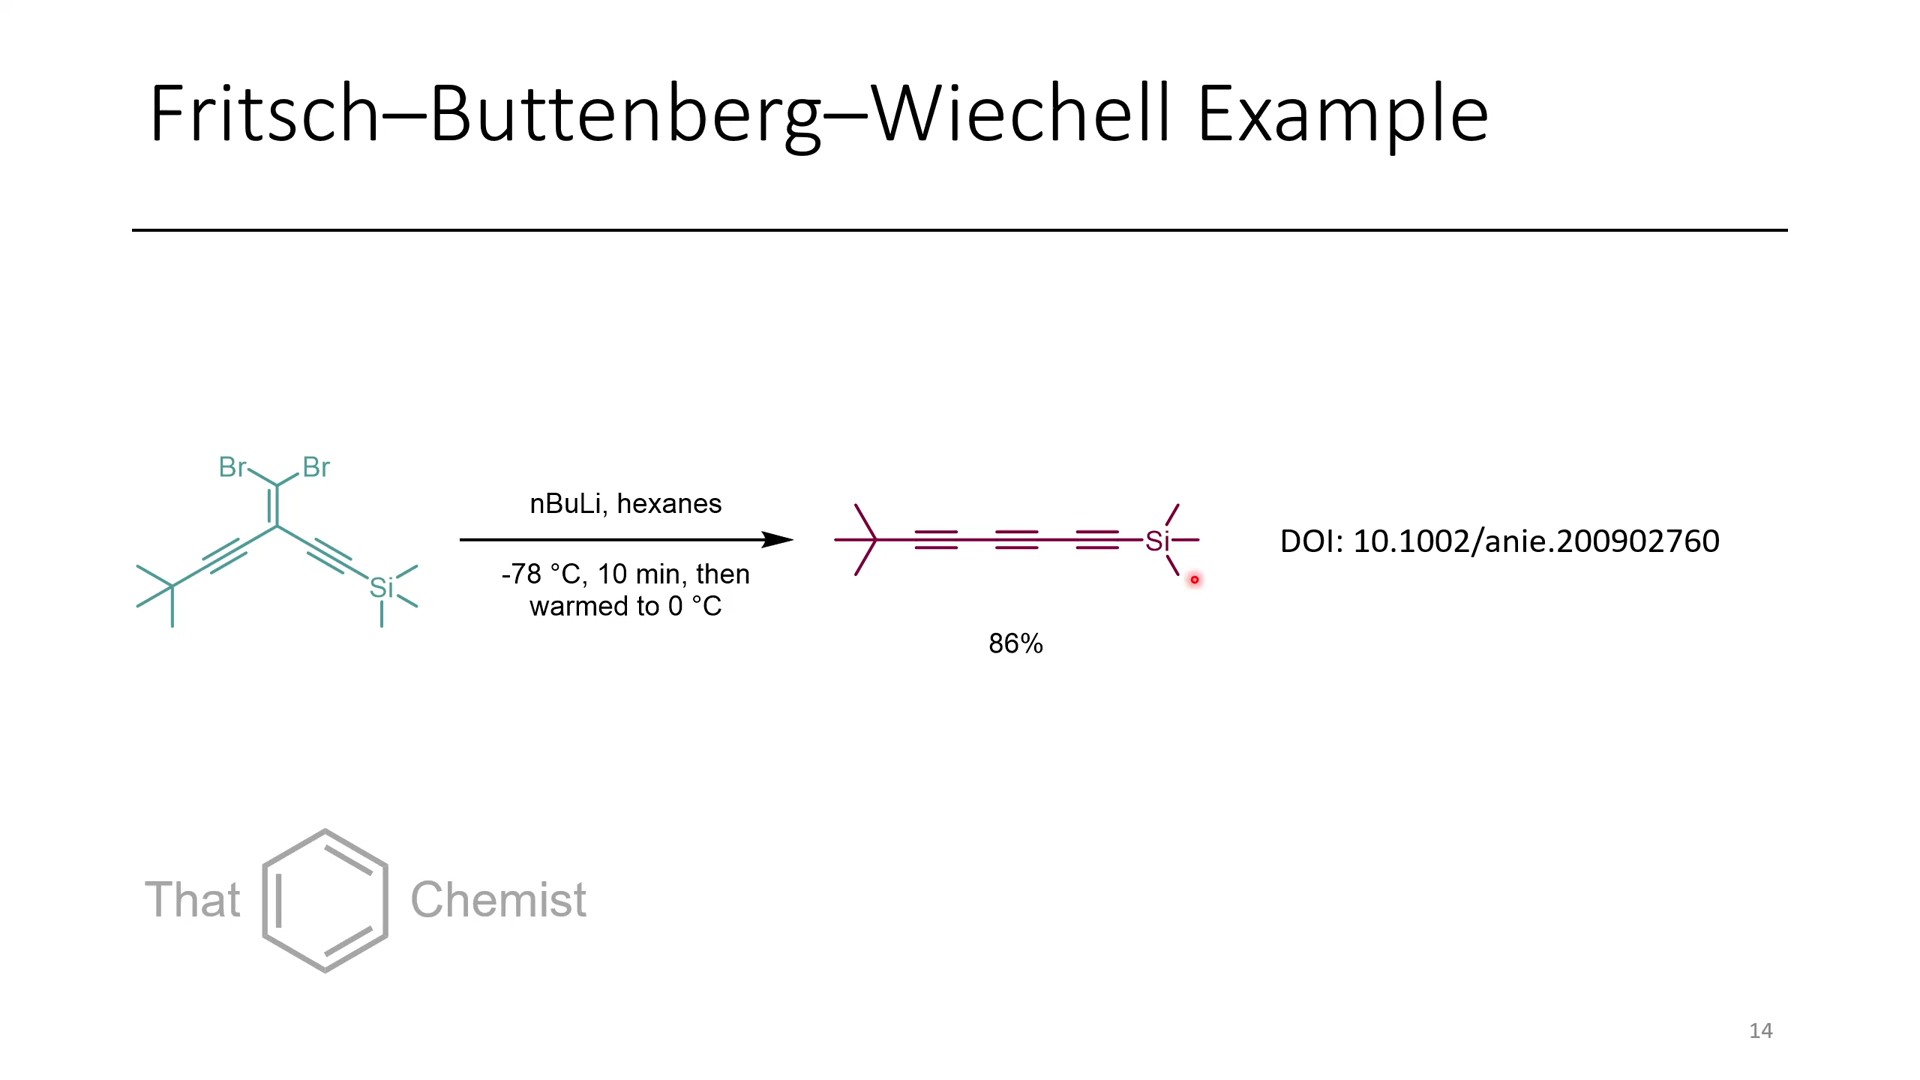 Fritsch–Buttenberg–Wiechell Example
Br Br
Si
nBuLi, hexanes
-78 °C, 10 min, then
warmed to 0 °C
Si
86%
DOI: 10.1002/anie.200902760
That Chemist
14